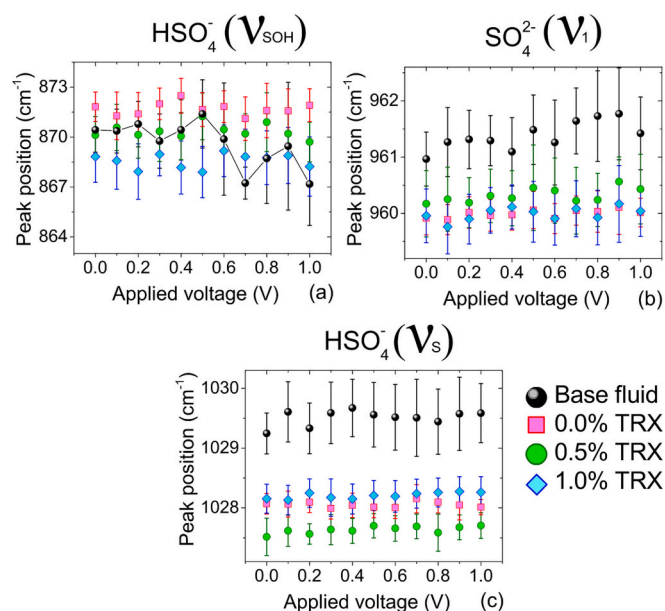 HSO₄⁻ (ν_SOH)
SO₄²⁻ (ν₁)
Peak position (cm⁻¹)
873
870
867
864
0.0 0.2 0.4 0.6 0.8 1.0
Applied voltage (V)
(a)
Peak position (cm⁻¹)
962
961
960
0.0 0.2 0.4 0.6 0.8 1.0
Applied voltage (V)
(b)
HSO₄⁻ (ν_S)
Peak position (cm⁻¹)
1030
1029
1028
0.0 0.2 0.4 0.6 0.8 1.0
Applied voltage (V)
(c)
Base fluid
0.0% TRX
0.5% TRX
1.0% TRX